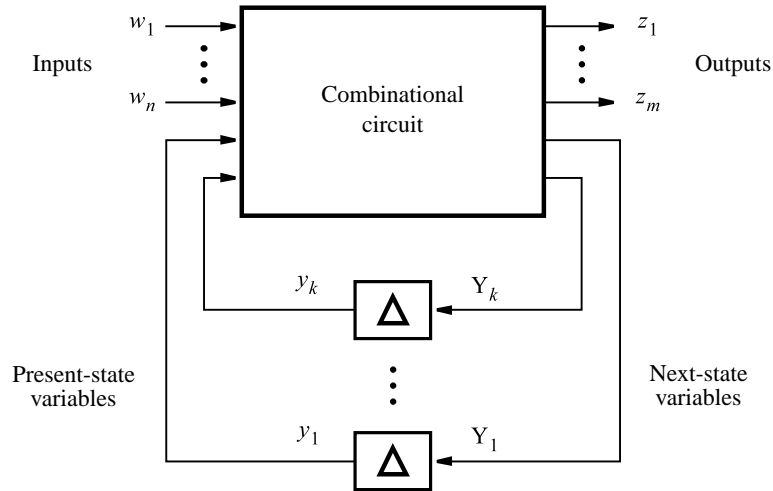 w1
z1
Inputs
Outputs
Combinational
circuit
wn
zm
yk
Δ
Yk
Present-state
variables
Next-state
variables
y1
Δ
Y1